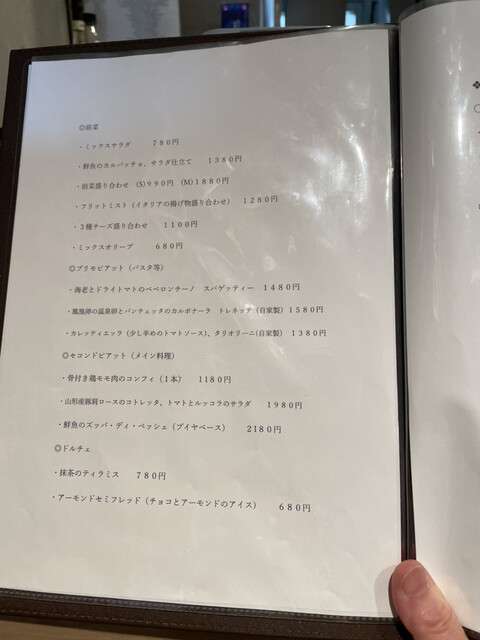 ◎前菜
・ミックスサラダ 780円
・鮮魚のカルパッチョ、サラダ仕立て 1380円
・前菜盛り合わせ (S)990円 (M)1880円
・フリットミスト(イタリアの揚げ物盛り合わせ) 1280円
・3種チーズ盛り合わせ 1100円
・ミックスオリーブ 680円
◎プリモピアット(パスタ等)
・海老とドライトマトのペペロンチーノ スパゲッティー 1480円
・鳳凰卵の温泉卵とパンチェッタのカルボナーラ トレネッテ(自家製) 1580円
・カレッティエッラ(少し辛めのトマトソース)、タリオリーニ(自家製) 1380円
◎セコンドピアット(メイン料理)
・骨付き鶏モモ肉のコンフィ(1本) 1180円
・山形産豚肩ロースのコトレッタ、トマトとルッコラのサラダ 1980円
・鮮魚のズッパ・ディ・ペッシェ(ブイヤベース) 2180円
◎ドルチェ
・抹茶のティラミス 780円
・アーモンドセミフレッド(チョコとアーモンドのアイス) 680円